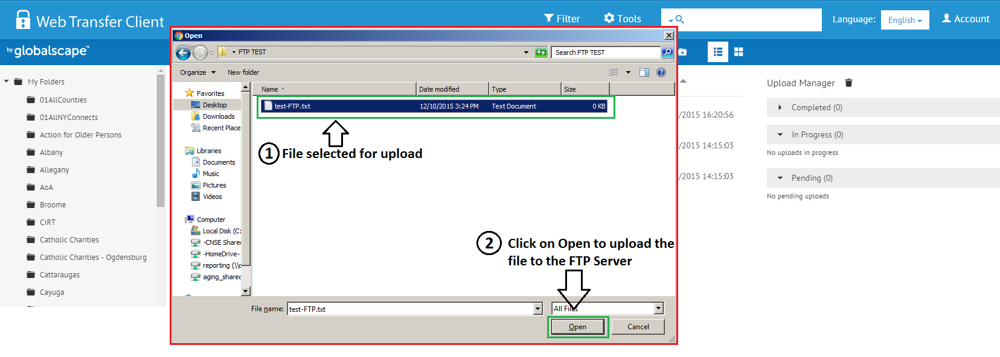 Web Transfer Client
Filter
Tools
Language:
English
Account
by globalscape™
Open
FTP TEST
Search FTP TEST
Organize
New folder
My Folders
01AllCounties
01AllNYConnects
Action for Older Persons
Albany
Allegany
AoA
Broome
CIRT
Catholic Charities
Catholic Charities - Ogdensburg
Cattaraugas
Cayuga
Favorites
Desktop
Downloads
Recent Place
Libraries
Documents
Music
Pictures
Videos
Computer
Local Disk (C:
-CNSE Share
-HomeDrive-
reporting (\\
aging_shared
Name
Date modified
Type
Size
test-FTP.txt
12/10/2015 3:24 PM
Text Document
0 KB
1 File selected for upload
2 Click on Open to upload the
file to the FTP Server
File name:
test-FTP.txt
All Files
Open
Cancel
/2015 16:20:56
/2015 14:15:03
/2015 14:15:03
Upload Manager
Completed (0)
In Progress (0)
No uploads in progress
Pending (0)
No pending uploads